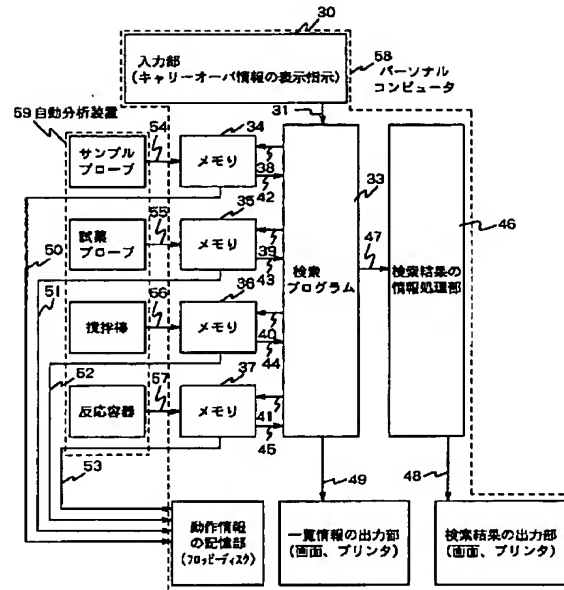 30
入力部
(キャリーオーバ情報の表示指示)
58
パーソナル
コンピュータ
31
59自動分析装置
サンプル
プローブ
54
34
メモリ
38
42
33
検索
プログラム
試薬
プローブ
55
35
メモリ
39
43
47
46
検索結果の
情報処理部
50
51
撹拌棒
56
36
メモリ
40
44
52
反応容器
57
37
メモリ
41
45
53
49
48
動作情報
の記憶部
(フロッピーディスク)
一覧情報の出力部
(画面、プリンタ)
検索結果の出力部
(画面、プリンタ)